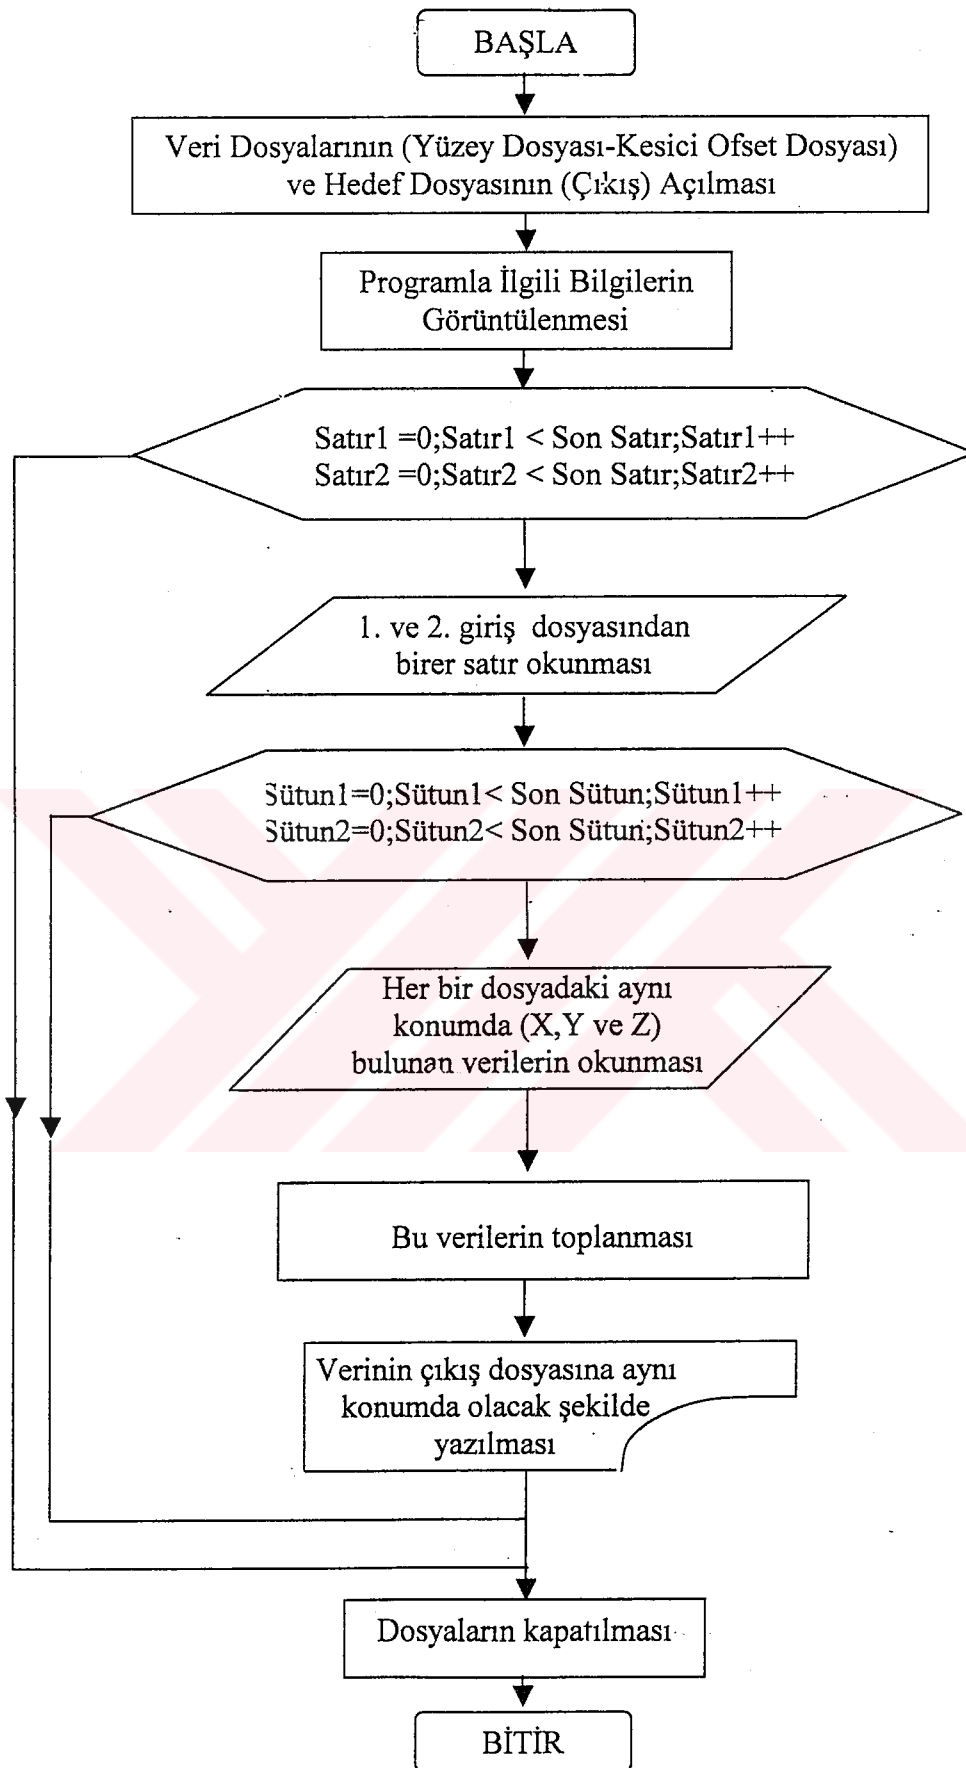 BAŞLA
Veri Dosyalarının (Yüzey Dosyası-Kesici Ofset Dosyası)
ve Hedef Dosyasının (Çıkış) Açılması
Programla İlgili Bilgilerin
Görüntülenmesi
Satır1 =0;Satır1 < Son Satır;Satır1++
Satır2 =0;Satır2 < Son Satır;Satır2++
1. ve 2. giriş dosyasından
birer satır okunması
Sütun1=0;Sütun1< Son Sütun;Sütun1++
Sütun2=0;Sütun2< Son Sütun;Sütun2++
Her bir dosyadaki aynı
konumda (X,Y ve Z)
bulunan verilerin okunması
Bu verilerin toplanması
Verinin çıkış dosyasına aynı
konumda olacak şekilde
yazılması
Dosyaların kapatılması
BİTİR